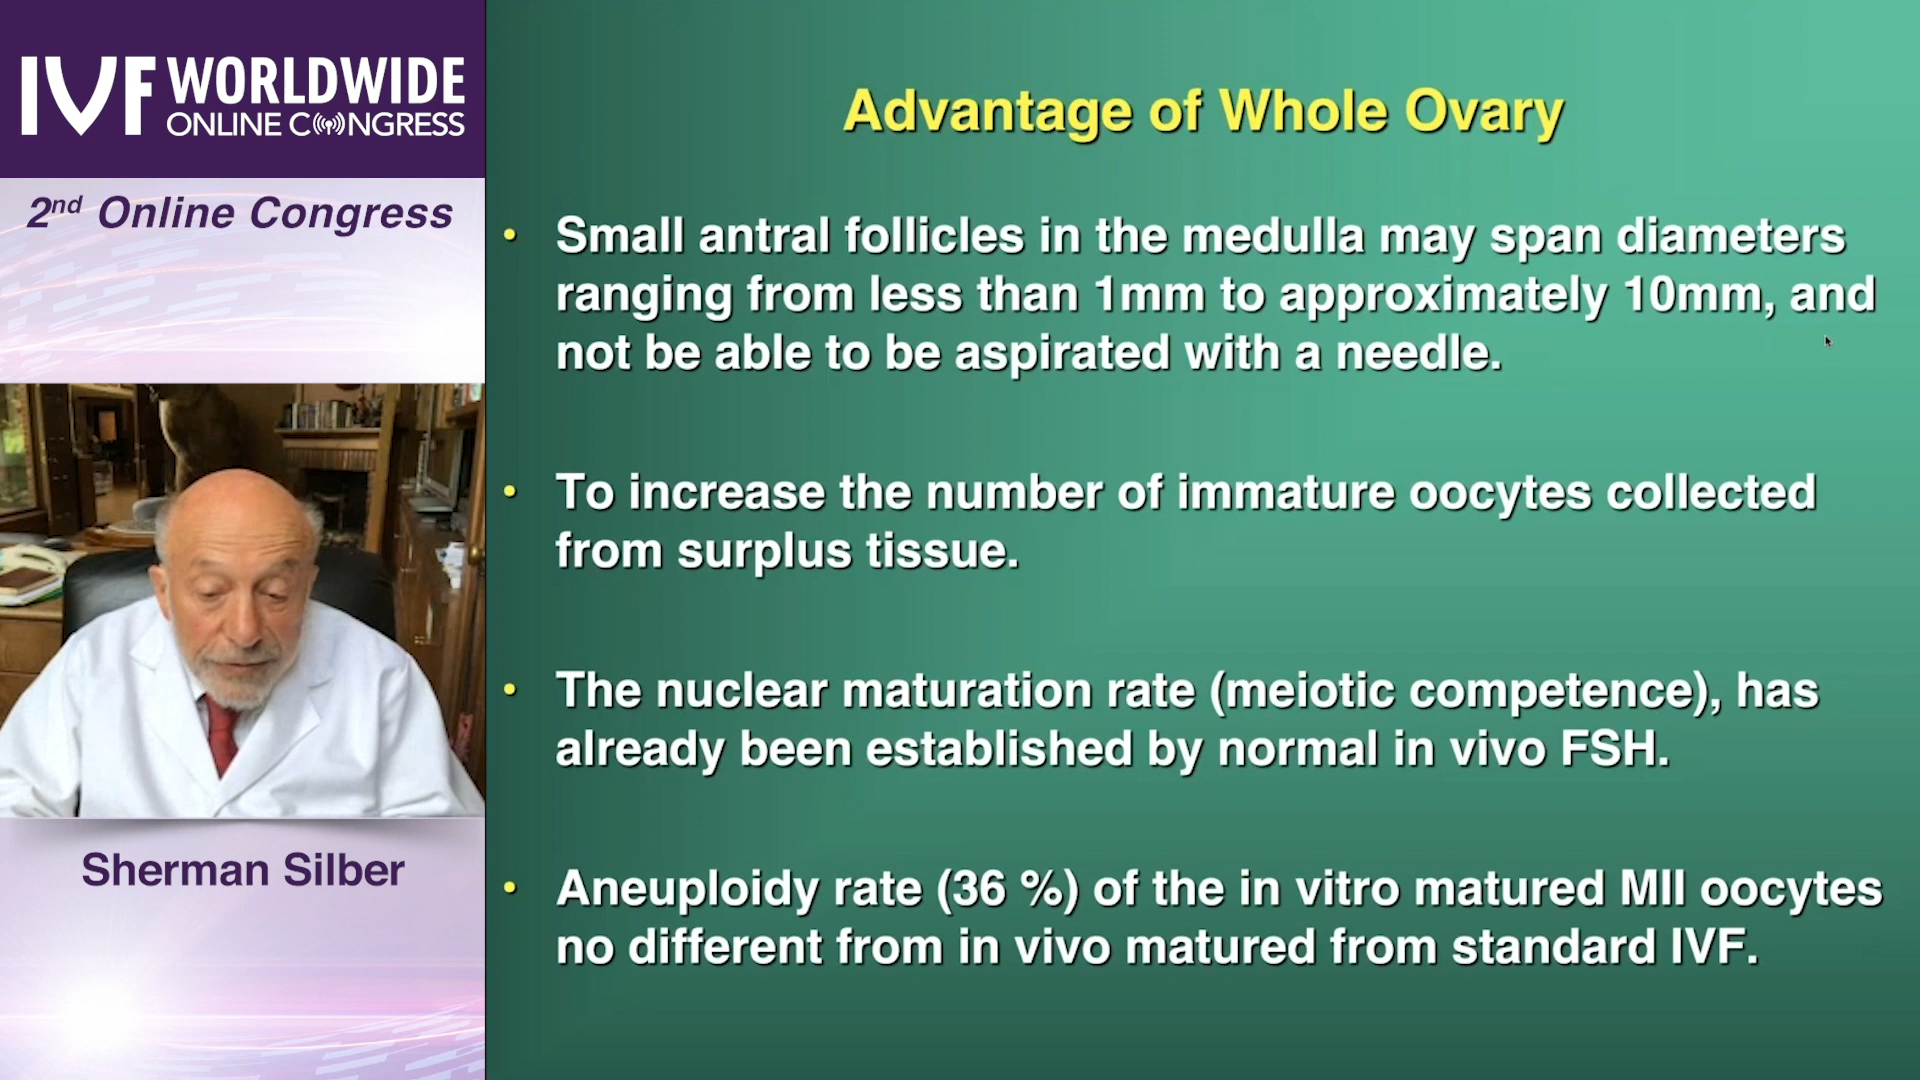 IVF WORLDWIDE
ONLINE CONGRESS
2nd Online Congress
Sherman Silber
Advantage of Whole Ovary
• Small antral follicles in the medulla may span diameters
ranging from less than 1mm to approximately 10mm, and
not be able to be aspirated with a needle.
• To increase the number of immature oocytes collected
from surplus tissue.
• The nuclear maturation rate (meiotic competence), has
already been established by normal in vivo FSH.
• Aneuploidy rate (36 %) of the in vitro matured MII oocytes
no different from in vivo matured from standard IVF.